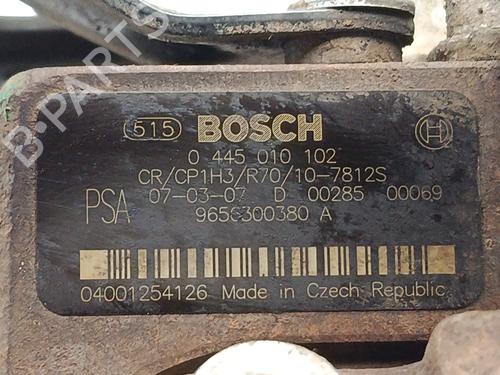 515 BOSCH
0 445 010 102
CR/CP1H3/R70/10-7812S
PSA 07-03-07 D 00285 00069
9656300380 A
04001254126 Made in Czech Republic
B-PARTS